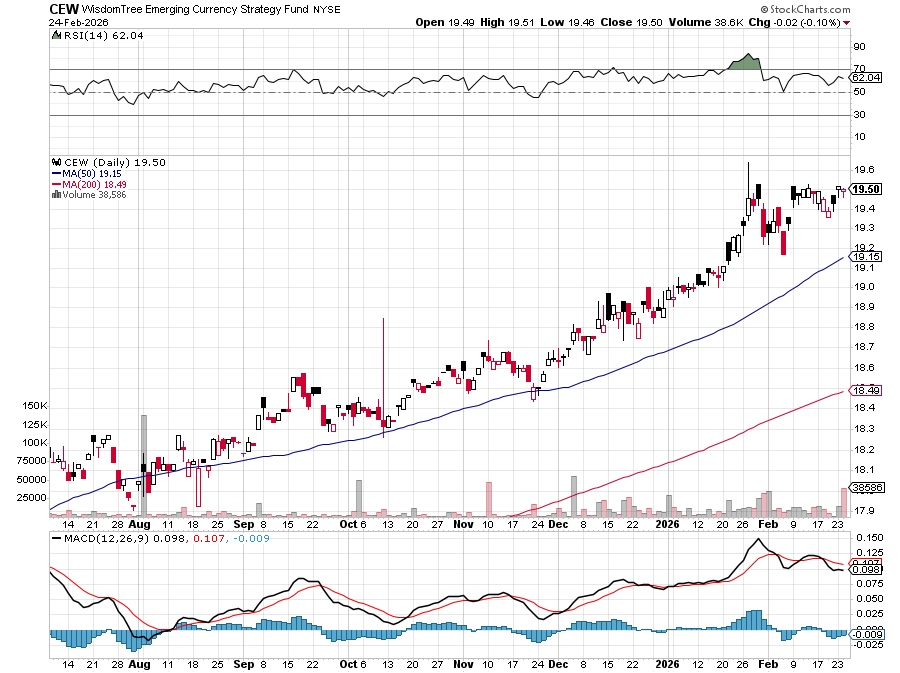 CEW WisdomTree Emerging Currency Strategy Fund NYSE
© StockCharts.com
24-Feb-2026
Open 19.49 High 19.51 Low 19.46 Close 19.50 Volume 38.6K Chg -0.02 (-0.10%)
RSI(14) 62.04
90
70
62.04
50
30
10
CEW (Daily) 19.50
MA(50) 19.15
MA(200) 18.49
Volume 38,586
19.6
19.50
19.4
19.3
19.2
19.15
19.1
19.0
18.9
18.8
18.7
18.6
18.49
18.4
18.3
18.2
18.1
17.9
150K
125K
100K
75000
50000
25000
38586
14 21 28 Aug 11 18 25 Sep 8 15 22 Oct 6 13 20 27 Nov 10 17 24 Dec 8 15 22 2026 12 20 26 Feb 9 17 23
MACD(12,26,9) 0.098, 0.107, -0.009
0.150
0.125
0.107
0.098
0.075
0.050
0.025
-0.009
-0.025
14 21 28 Aug 11 18 25 Sep 8 15 22 Oct 6 13 20 27 Nov 10 17 24 Dec 8 15 22 2026 12 20 26 Feb 9 17 23